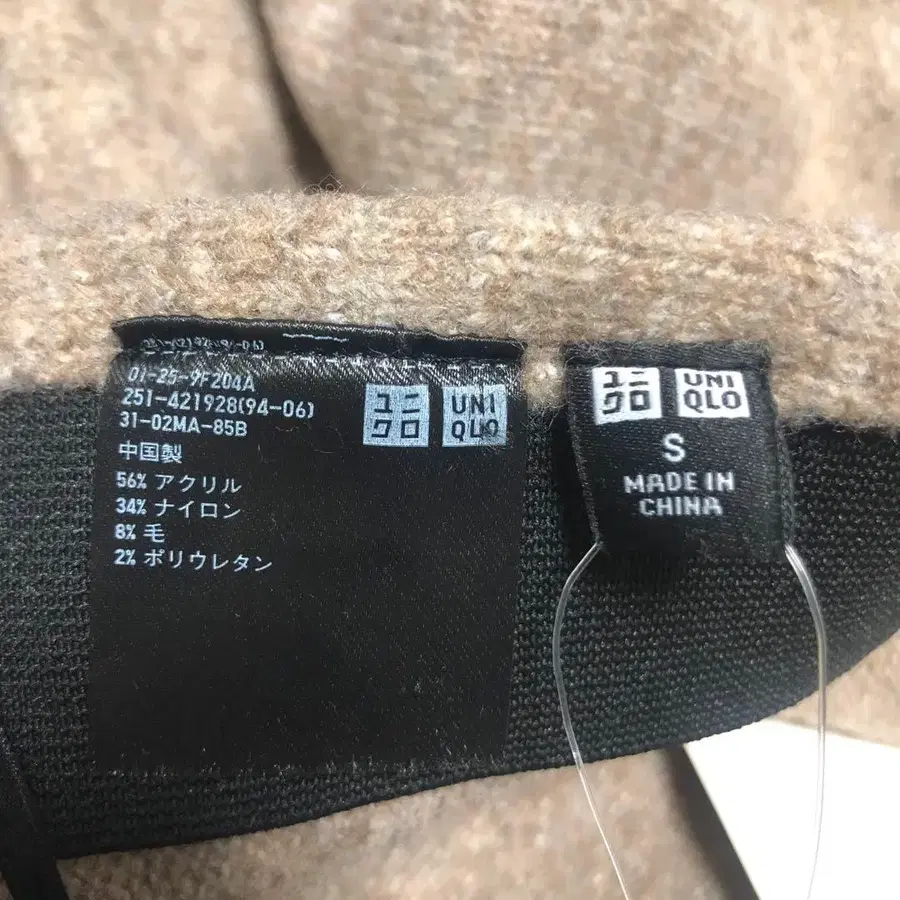 01-25-9F204A
251-421928(94-06)
31-02MA-85B
中国製
56% アクリル
34% ナイロン
8% 毛
2% ポリウレタン
ユニ
クロ
UNI
QLO
ユニ
クロ
UNI
QLO
S
MADE IN
CHINA